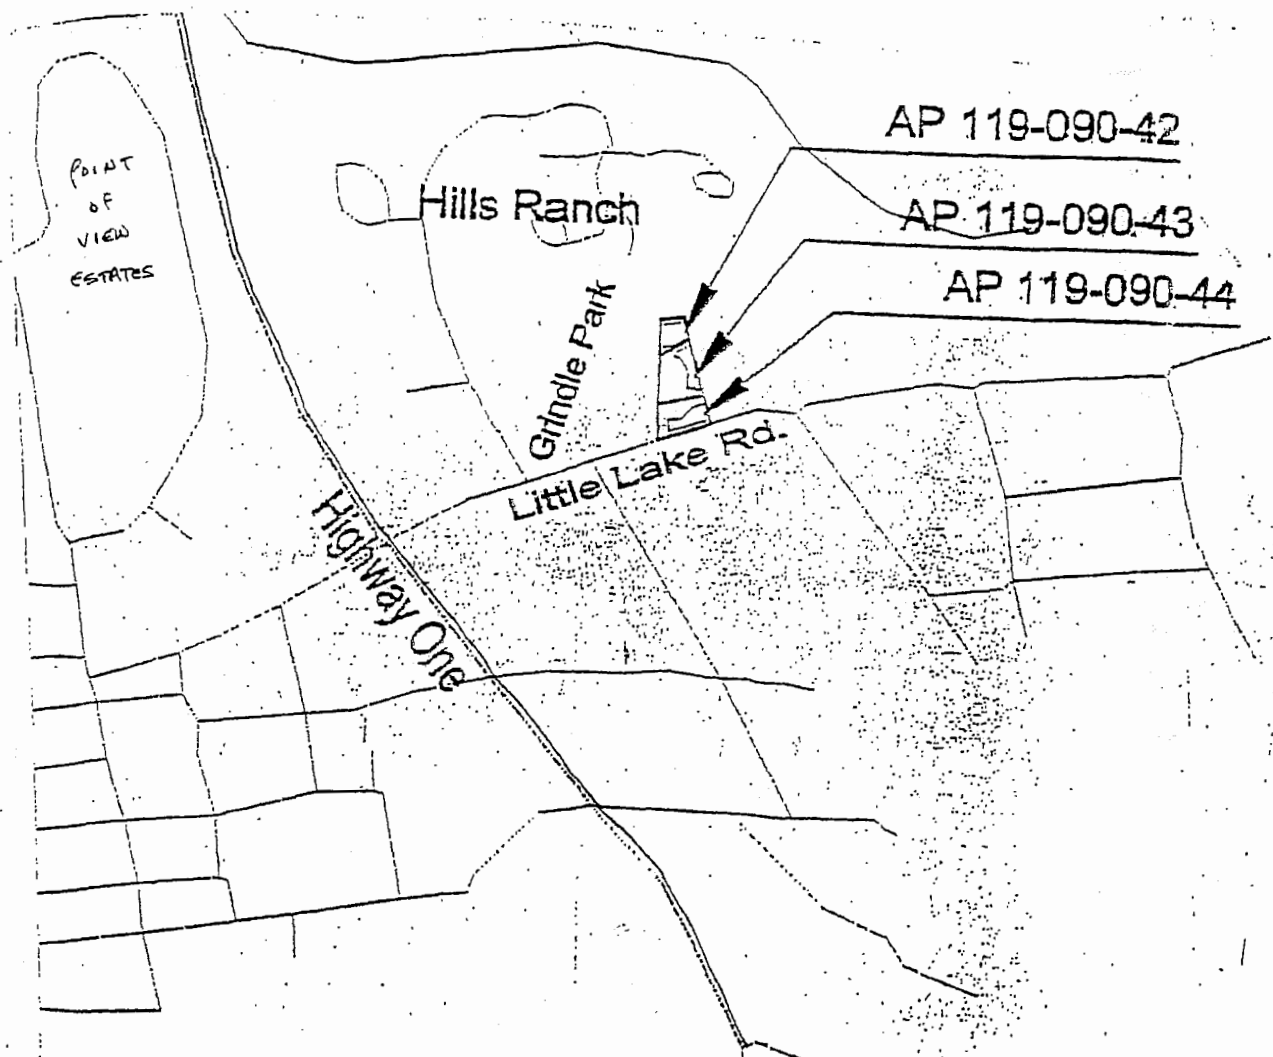 AP 119-090-42
POINT
OF
VIEW
ESTATES
Hills Ranch
AP 119-090-43
AP 119-090-44
Grindle Park
Little Lake Rd.
Highway One